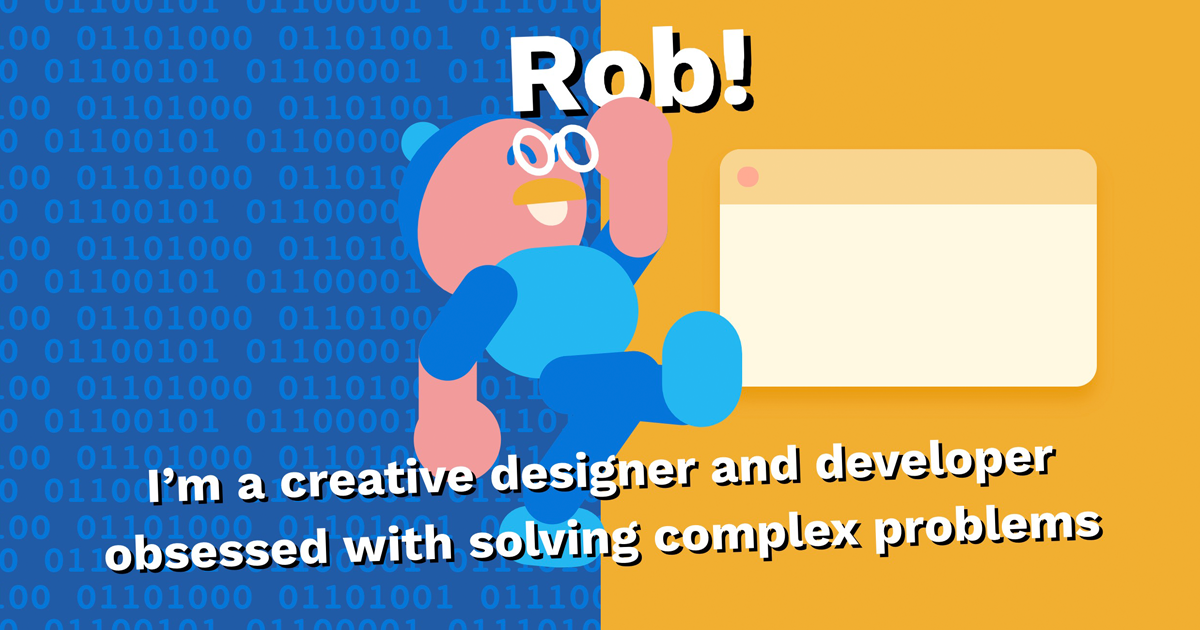 Rob!
I'm a creative designer and developer
obsessed with solving complex problems